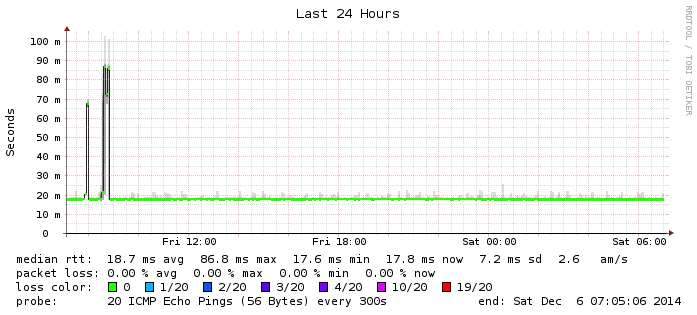 Last 24 Hours
RRDTOOL / TOBI OETIKER
Seconds
100 m
90 m
80 m
70 m
60 m
50 m
40 m
30 m
20 m
10 m
0
Fri 12:00 Fri 18:00 Sat 00:00 Sat 06:00
median rtt: 18.7 ms avg 86.8 ms max 17.6 ms min 17.8 ms now 7.2 ms sd 2.6 am/s
packet loss: 0.00 % avg 0.00 % max 0.00 % min 0.00 % now
loss color: 0 1/20 2/20 3/20 4/20 10/20 19/20
probe: 20 ICMP Echo Pings (56 Bytes) every 300s end: Sat Dec 6 07:05:06 2014